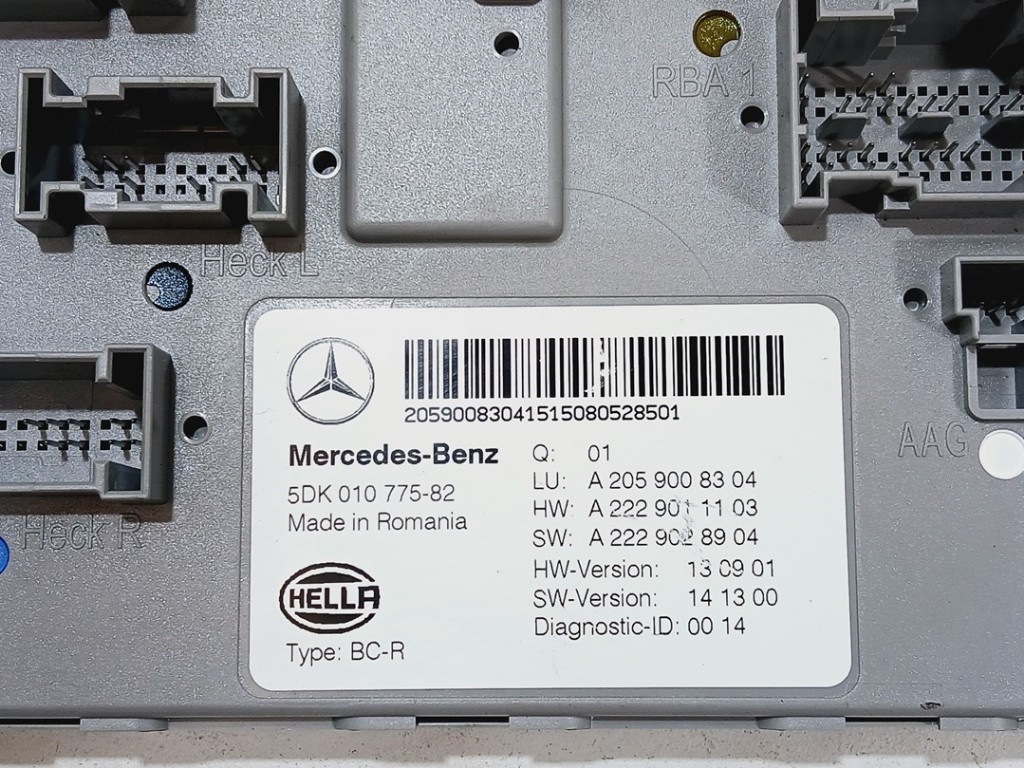 RBA 1
Heck L
AAG
Heck R
20590083041515080528501
Mercedes-Benz
5DK 010 775-82
Made in Romania
HELLA
Type: BC-R
Q: 01
LU: A 205 900 83 04
HW: A 222 901 11 03
SW: A 222 902 89 04
HW-Version: 13 09 01
SW-Version: 14 13 00
Diagnostic-ID: 00 14